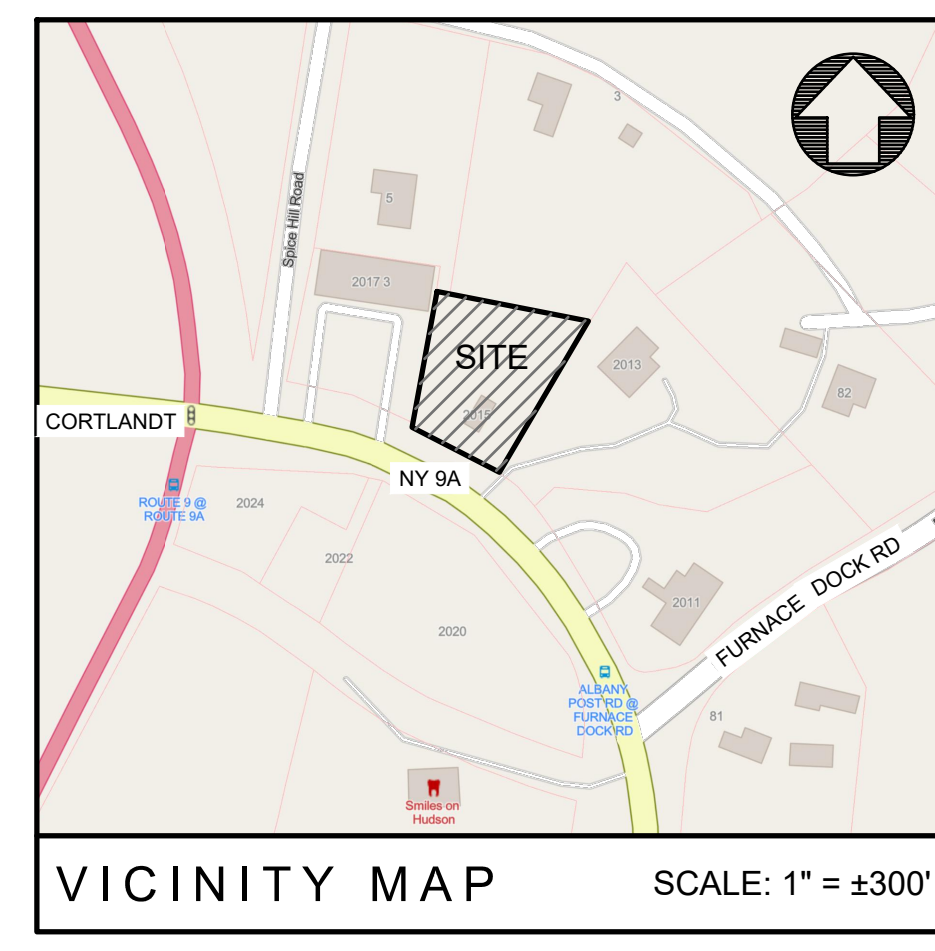 3
Spice Hill Road
5
2017 3
SITE
2015
2013
82
CORTLANDT
NY 9A
ROUTE 9 @
ROUTE 9A
2024
2022
2020
2011
FURNACE DOCK RD
ALBANY
POST RD @
FURNACE
DOCK RD
81
Smiles on
Hudson
VICINITY MAP
SCALE: 1" = ±300'